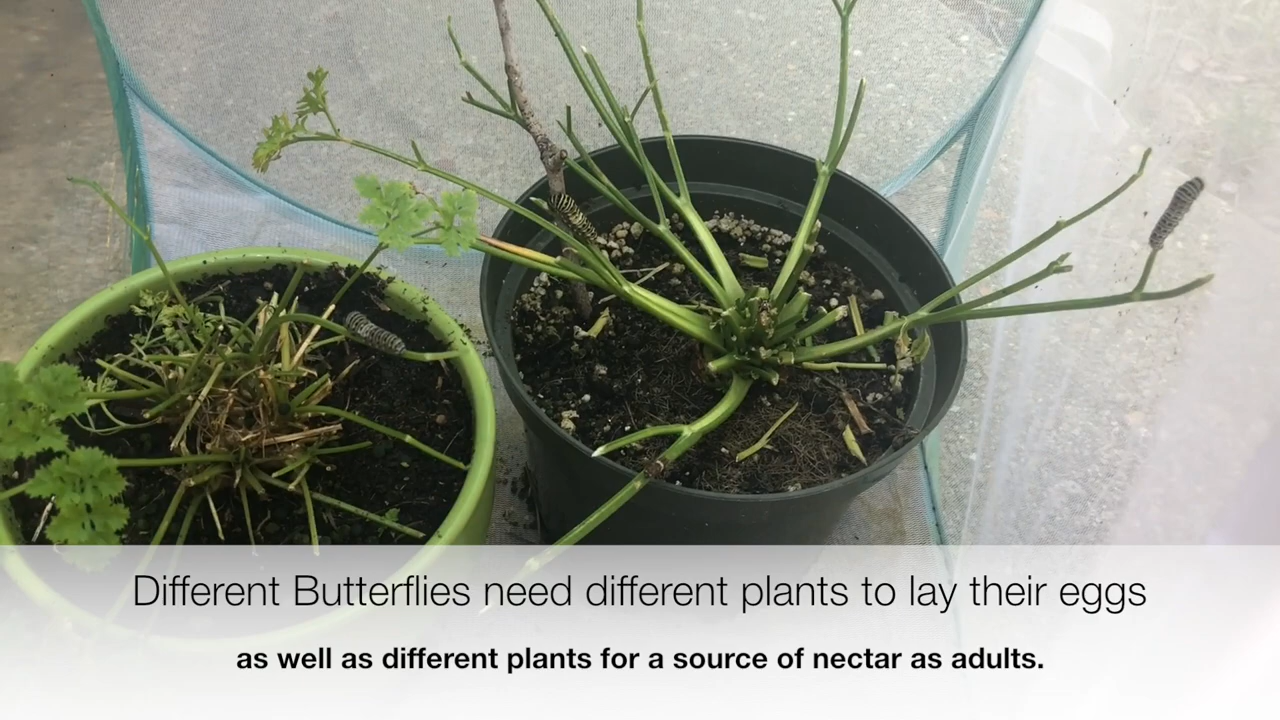 Different Butterflies need different plants to lay their eggs
as well as different plants for a source of nectar as adults.